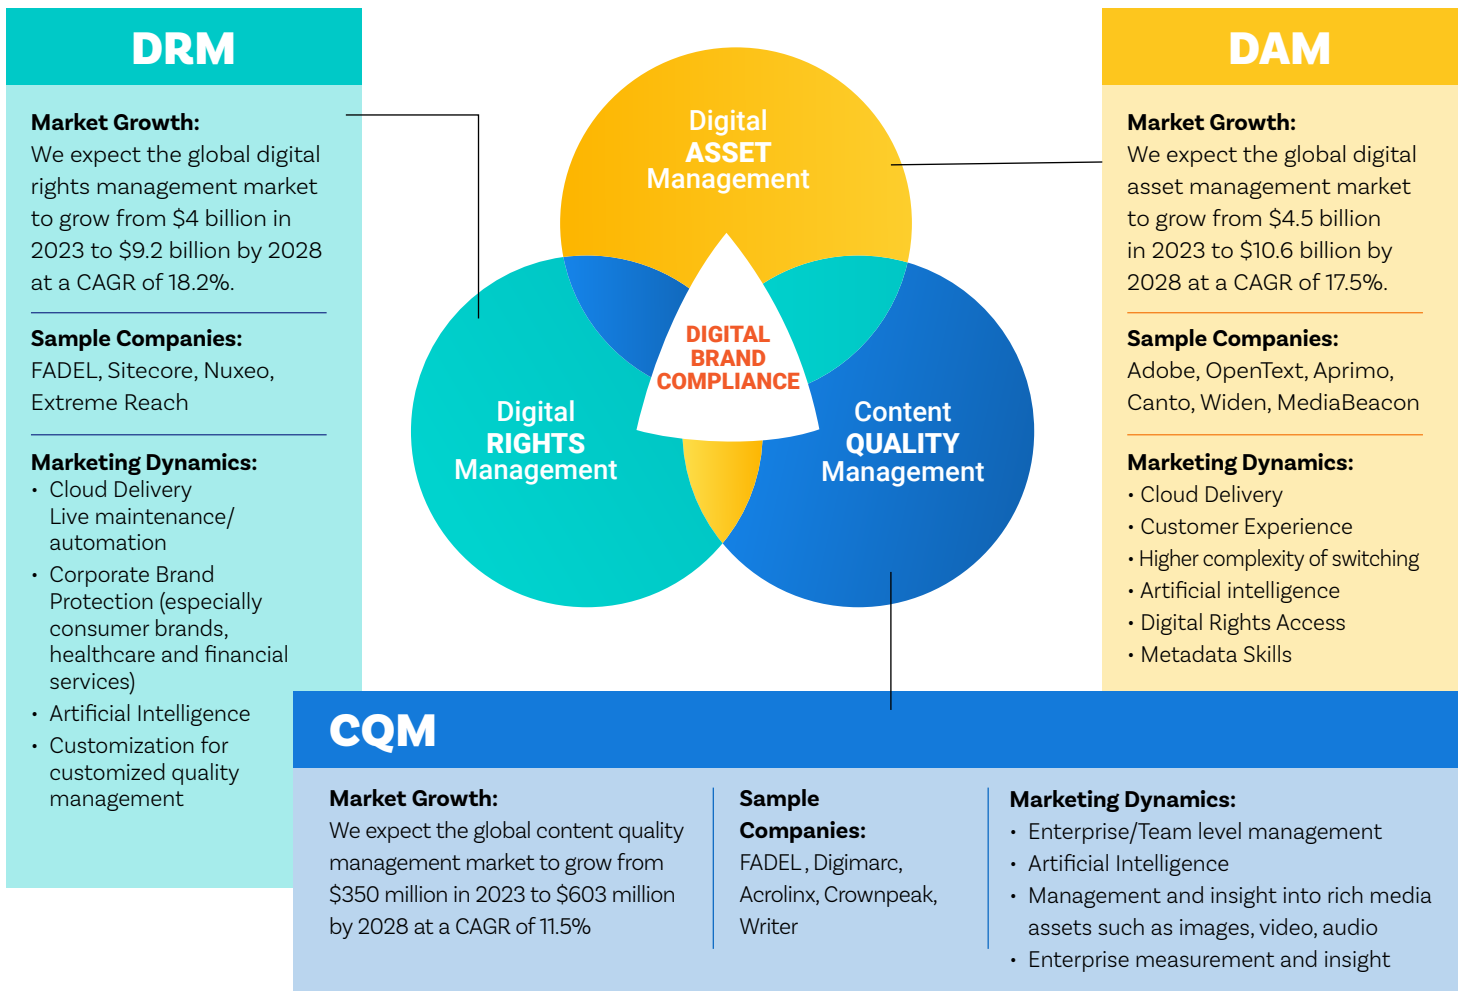 DRM
Market Growth:
We expect the global digital
rights management market
to grow from $4 billion in
2023 to $9.2 billion by 2028
at a CAGR of 18.2%.
Sample Companies:
FADEL, Sitecore, Nuxeo,
Extreme Reach
Marketing Dynamics:
• Cloud Delivery
Live maintenance/
automation
• Corporate Brand
Protection (especially
consumer brands,
healthcare and financial
services)
• Artificial Intelligence
• Customization for
customized quality
management
Digital
ASSET
Management
DIGITAL
BRAND
COMPLIANCE
Digital
RIGHTS
Management
Content
QUALITY
Management
DAM
Market Growth:
We expect the global digital
asset management market
to grow from $4.5 billion
in 2023 to $10.6 billion by
2028 at a CAGR of 17.5%.
Sample Companies:
Adobe, OpenText, Aprimo,
Canto, Widen, MediaBeacon
Marketing Dynamics:
• Cloud Delivery
• Customer Experience
• Higher complexity of switching
• Artificial intelligence
• Digital Rights Access
• Metadata Skills
CQM
Market Growth:
We expect the global content quality
management market to grow from
$350 million in 2023 to $603 million
by 2028 at a CAGR of 11.5%
Sample
Companies:
FADEL, Digimarc,
Acrolinx, Crownpeak,
Writer
Marketing Dynamics:
• Enterprise/Team level management
• Artificial Intelligence
• Management and insight into rich media
assets such as images, video, audio
• Enterprise measurement and insight